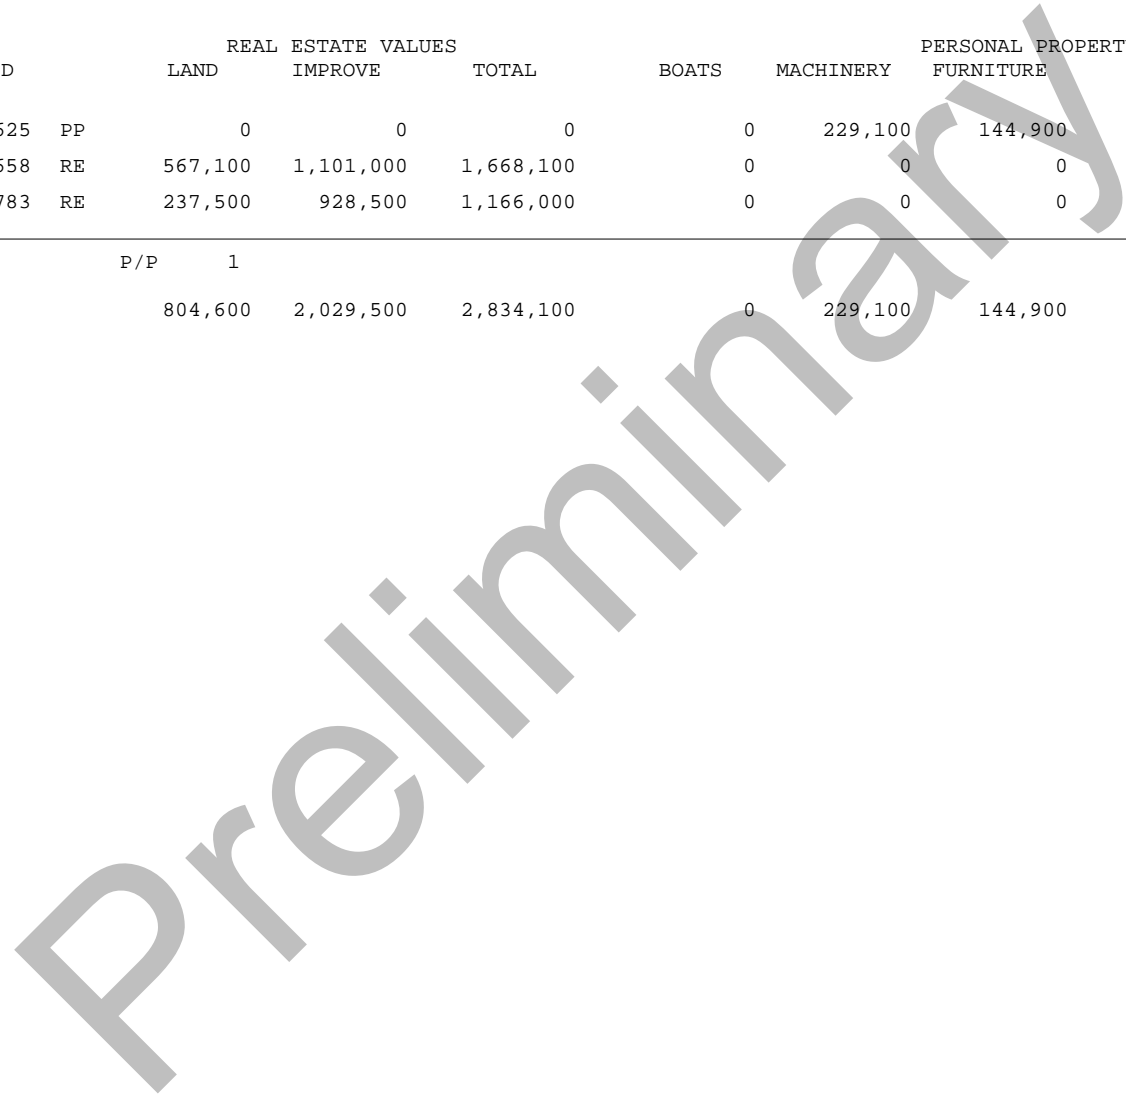 REAL ESTATE VALUES PERSONAL PROPERT
D LAND IMPROVE TOTAL BOATS MACHINERY FURNITURE
525 PP 0 0 0 0 229,100 144,900
558 RE 567,100 1,101,000 1,668,100 0 0 0
783 RE 237,500 928,500 1,166,000 0 0 0
P/P 1
804,600 2,029,500 2,834,100 0 229,100 144,900
Preliminary